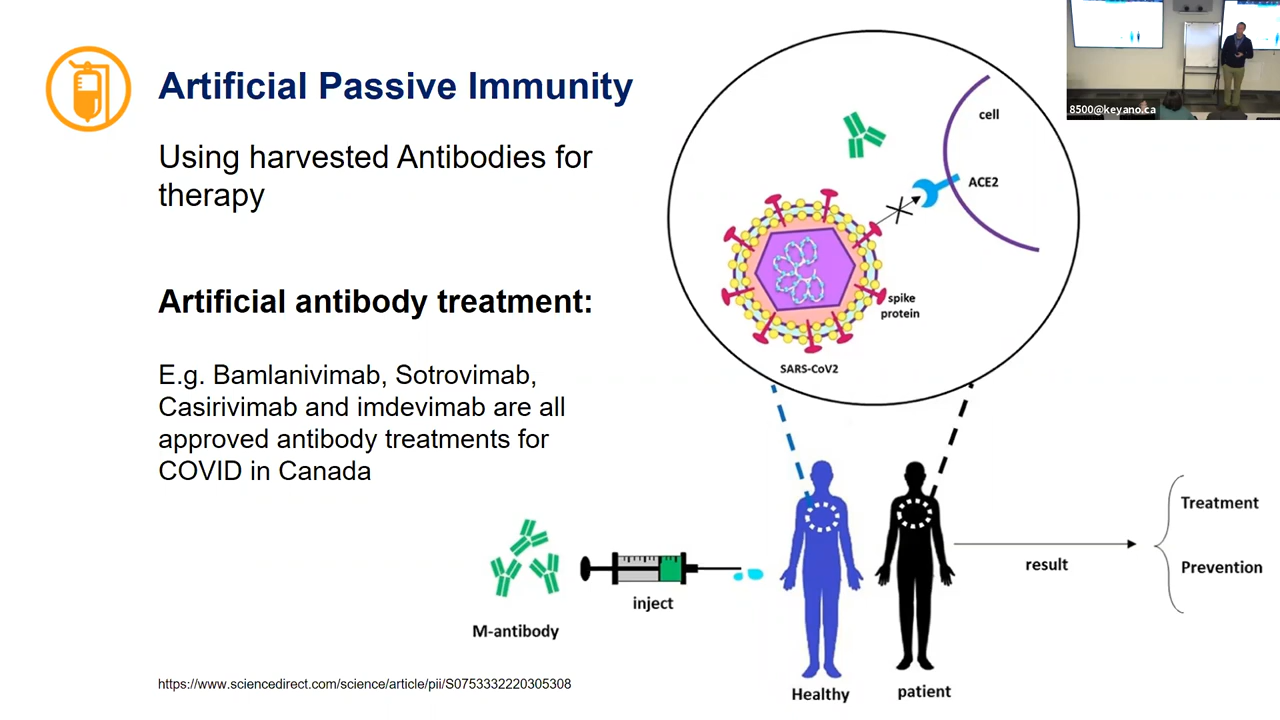 Artificial Passive Immunity
Using harvested Antibodies for
therapy
Artificial antibody treatment:
E.g. Bamlanivimab, Sotrovimab,
Casirivimab and imdevimab are all
approved antibody treatments for
COVID in Canada
https://www.sciencedirect.com/science/article/pii/S0753332220305308
cell
ACE2
spike
protein
SARS-CoV2
M-antibody
inject
Healthy
patient
result
Treatment
Prevention
8500@keyano.ca